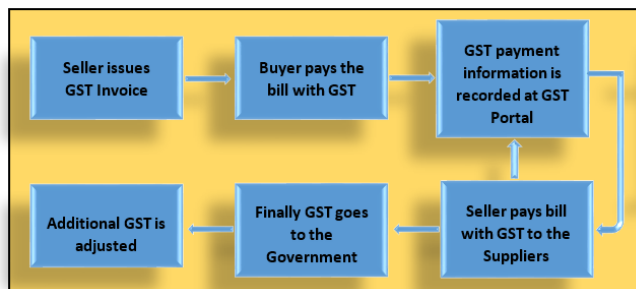 Seller issues
GST Invoice
Buyer pays the
bill with GST
GST payment
information is
recorded at GST
Portal
Additional GST is
adjusted
Finally GST goes
to the
Government
Seller pays bill
with GST to the
Suppliers